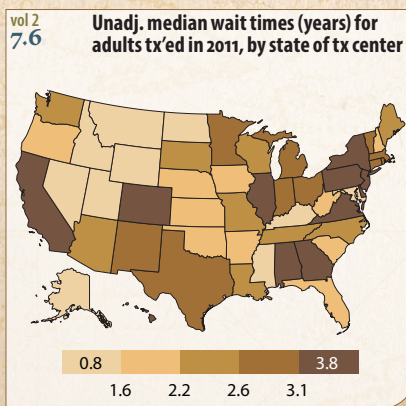 vol 2
7.6
Unadj. median wait times (years) for
adults tx'ed in 2011, by state of tx center
0.8 3.8
1.6 2.2 2.6 3.1